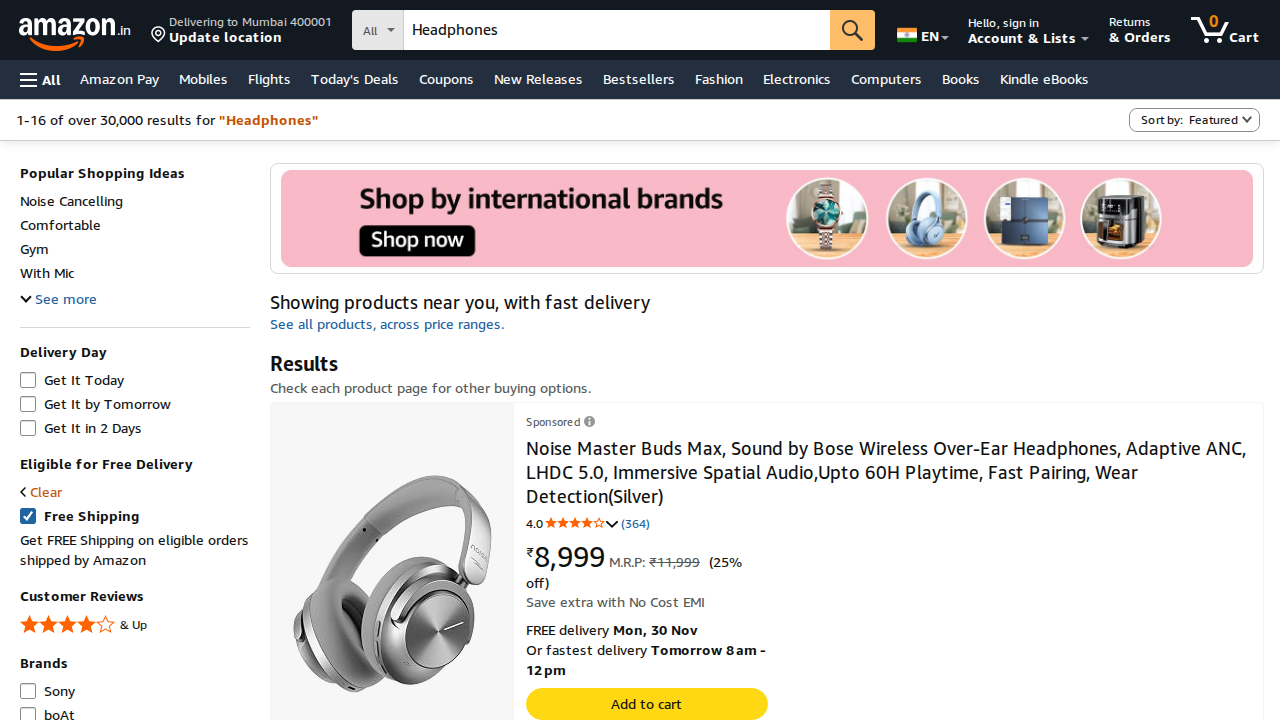 amazon.in
Delivering to Mumbai 400001
Update location
All
Headphones
EN
Hello, sign in
Account & Lists
Returns
& Orders
0
Cart
All
Amazon Pay
Mobiles
Flights
Today's Deals
Coupons
New Releases
Bestsellers
Fashion
Electronics
Computers
Books
Kindle eBooks
1-16 of over 30,000 results for "Headphones"
Sort by: Featured
Popular Shopping Ideas
Noise Cancelling
Comfortable
Gym
With Mic
See more
Delivery Day
Get It Today
Get It by Tomorrow
Get It in 2 Days
Eligible for Free Delivery
Clear
Free Shipping
Get FREE Shipping on eligible orders
shipped by Amazon
Customer Reviews
& Up
Brands
Sony
boAt
Shop by international brands
Shop now
Showing products near you, with fast delivery
See all products, across price ranges.
Results
Check each product page for other buying options.
Sponsored
Noise Master Buds Max, Sound by Bose Wireless Over-Ear Headphones, Adaptive ANC,
LHDC 5.0, Immersive Spatial Audio,Upto 60H Playtime, Fast Pairing, Wear
Detection(Silver)
4.0 (364)
₹8,999 M.R.P: ₹11,999 (25%
off)
Save extra with No Cost EMI
FREE delivery Mon, 30 Nov
Or fastest delivery Tomorrow 8 am -
12 pm
Add to cart